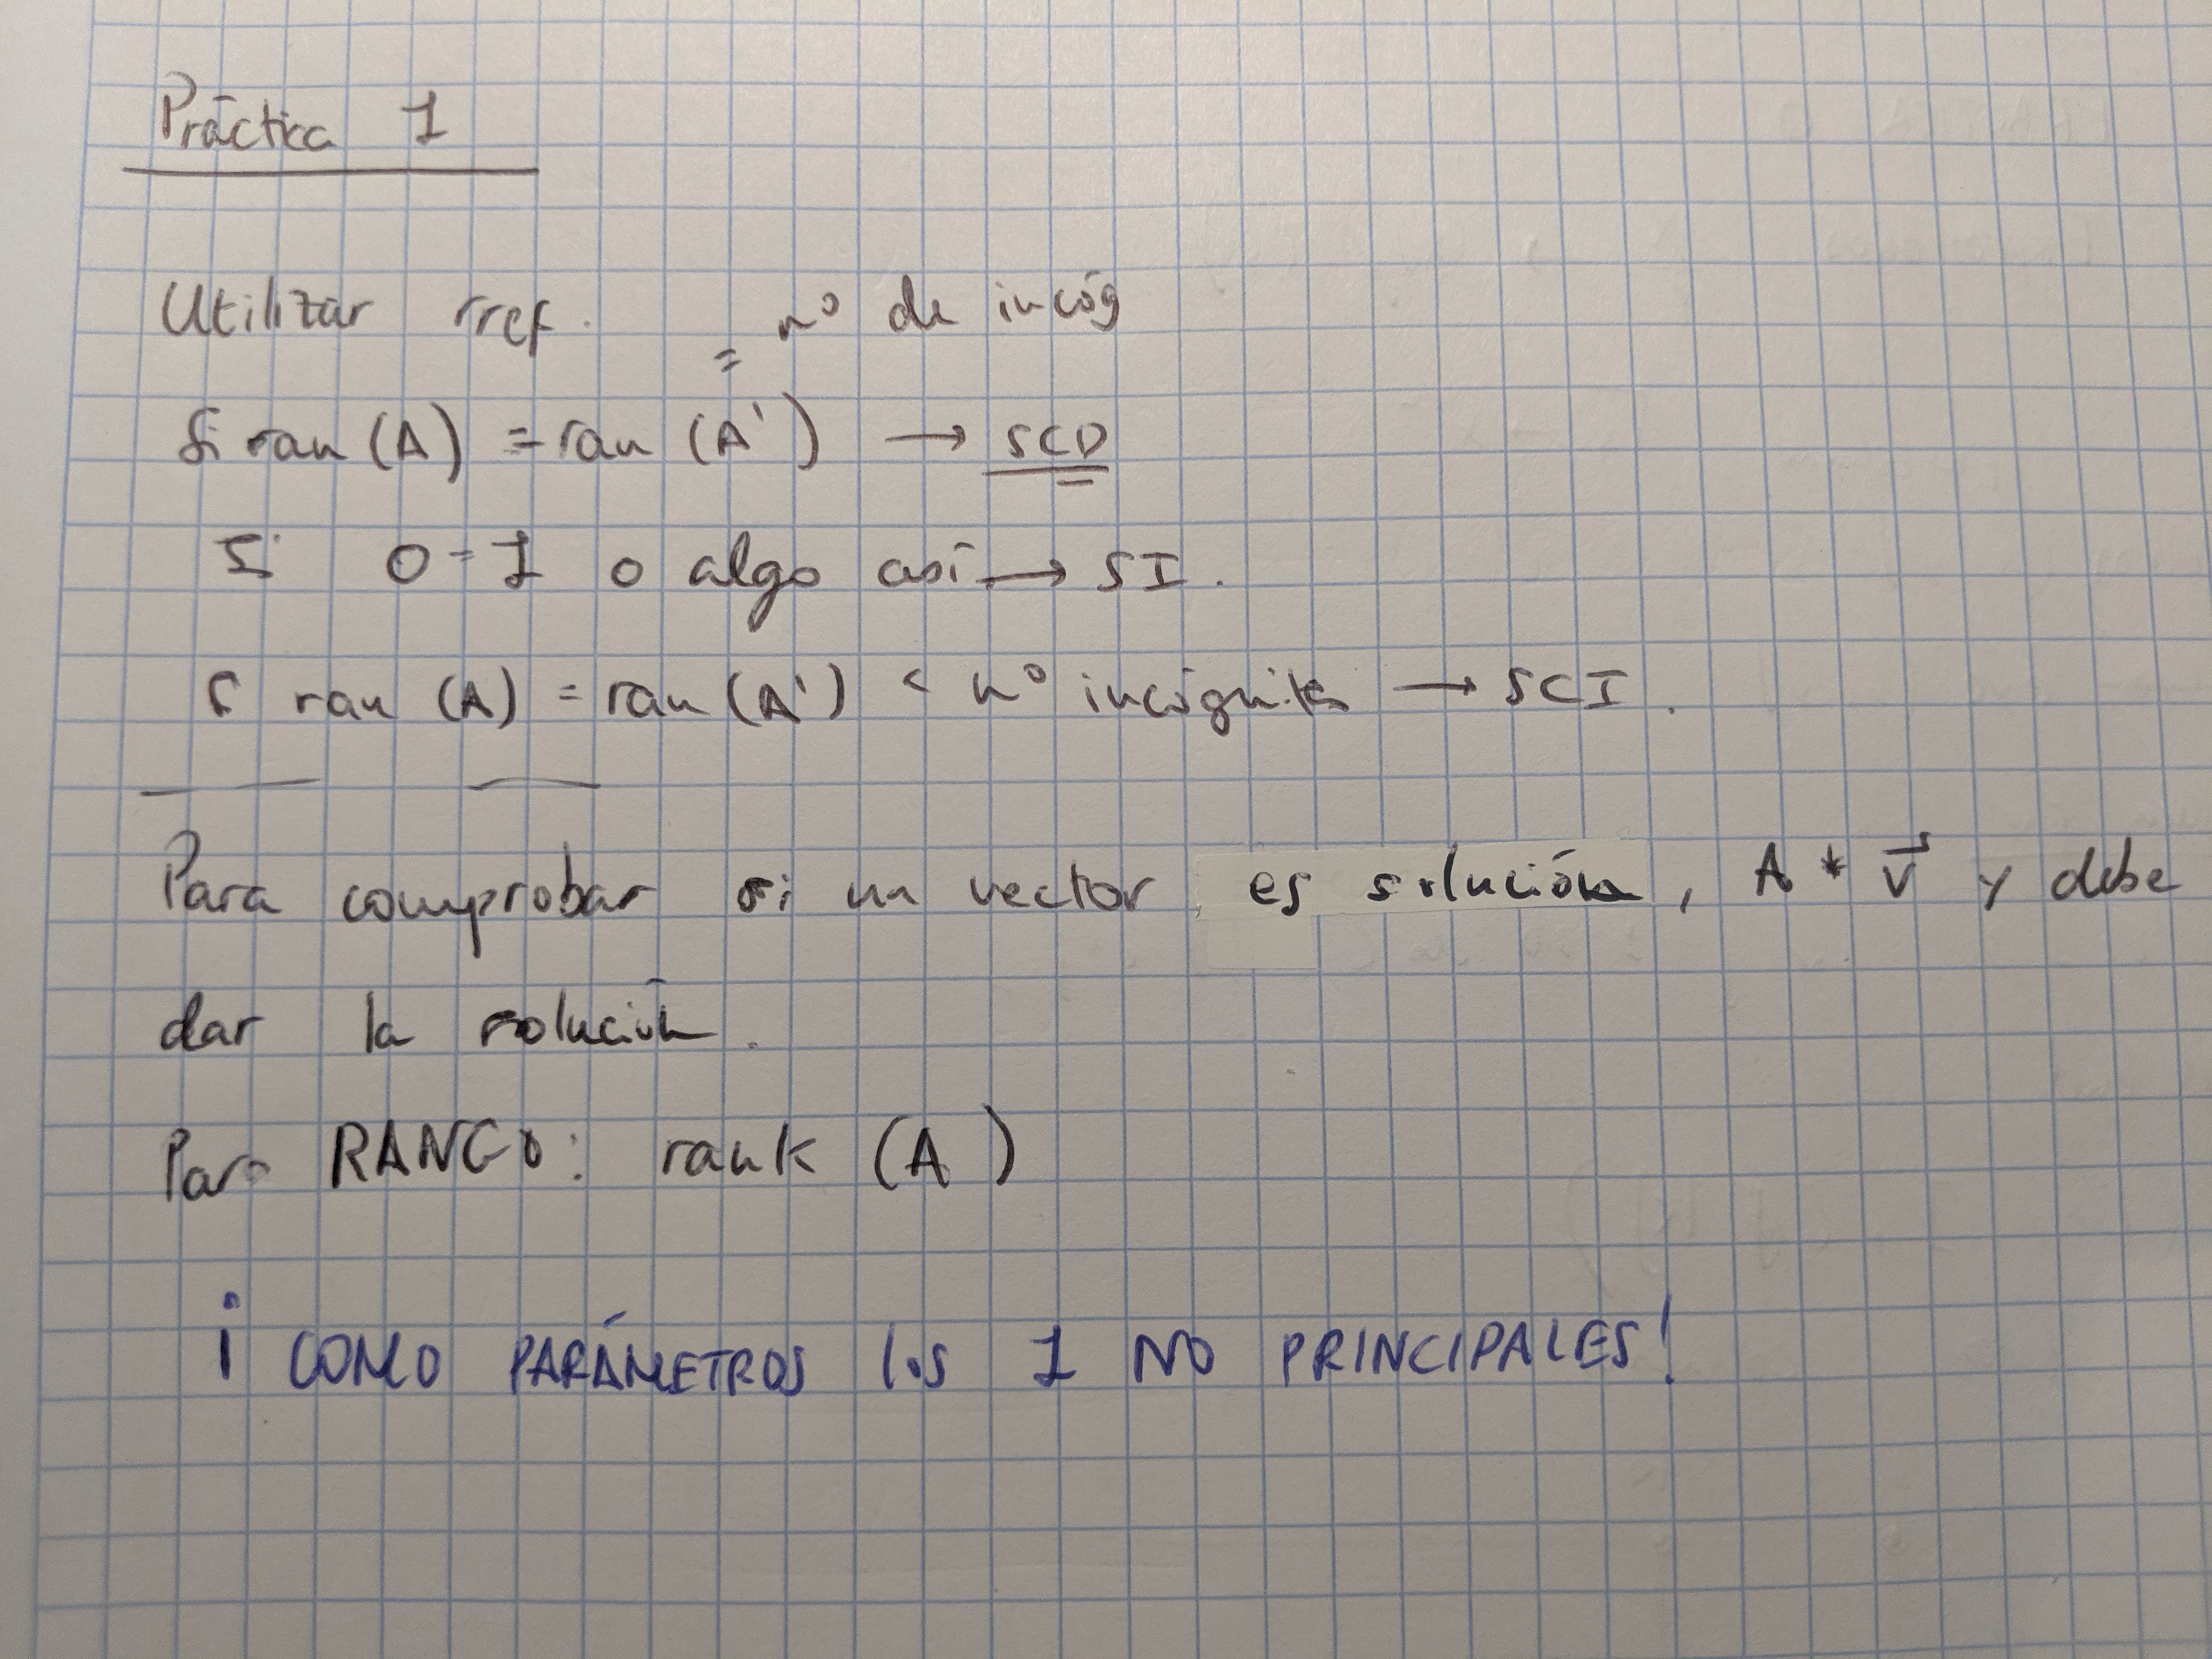 Práctica 1
Utilizar rref.
= nº de incóg
Si ran (A) = ran (A') → SCD
Si 0=1 o algo así → SI.
Si ran (A) = ran (A') < nº incógnitas → SCI.
Para comprobar si un vector es solución, A * v⃗ y debe
dar la solución.
Para RANGO: rank (A)
¡COMO PARÁMETROS los 1 NO PRINCIPALES!